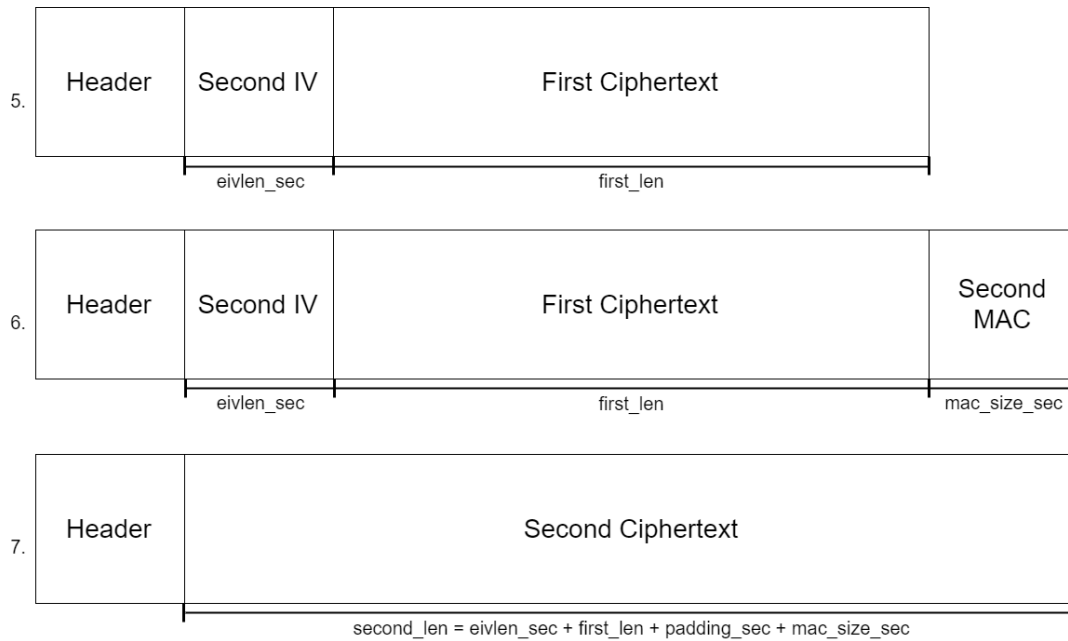 5.
Header
Second IV
First Ciphertext
eivlen_sec
first_len
6.
Header
Second IV
First Ciphertext
Second
MAC
eivlen_sec
first_len
mac_size_sec
7.
Header
Second Ciphertext
second_len = eivlen_sec + first_len + padding_sec + mac_size_sec